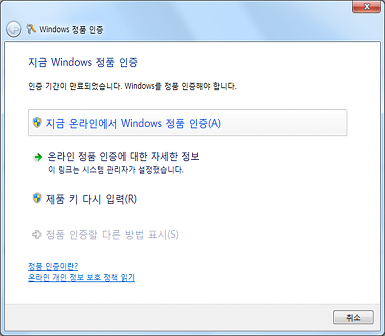 Windows 정품 인증
지금 Windows 정품 인증
인증 기간이 만료되었습니다. Windows를 정품 인증해야 합니다.
지금 온라인에서 Windows 정품 인증(A)
온라인 정품 인증에 대한 자세한 정보
이 링크는 시스템 관리자가 설정했습니다.
제품 키 다시 입력(R)
정품 인증할 다른 방법 표시(S)
정품 인증이란?
온라인 개인 정보 보호 정책 읽기
취소